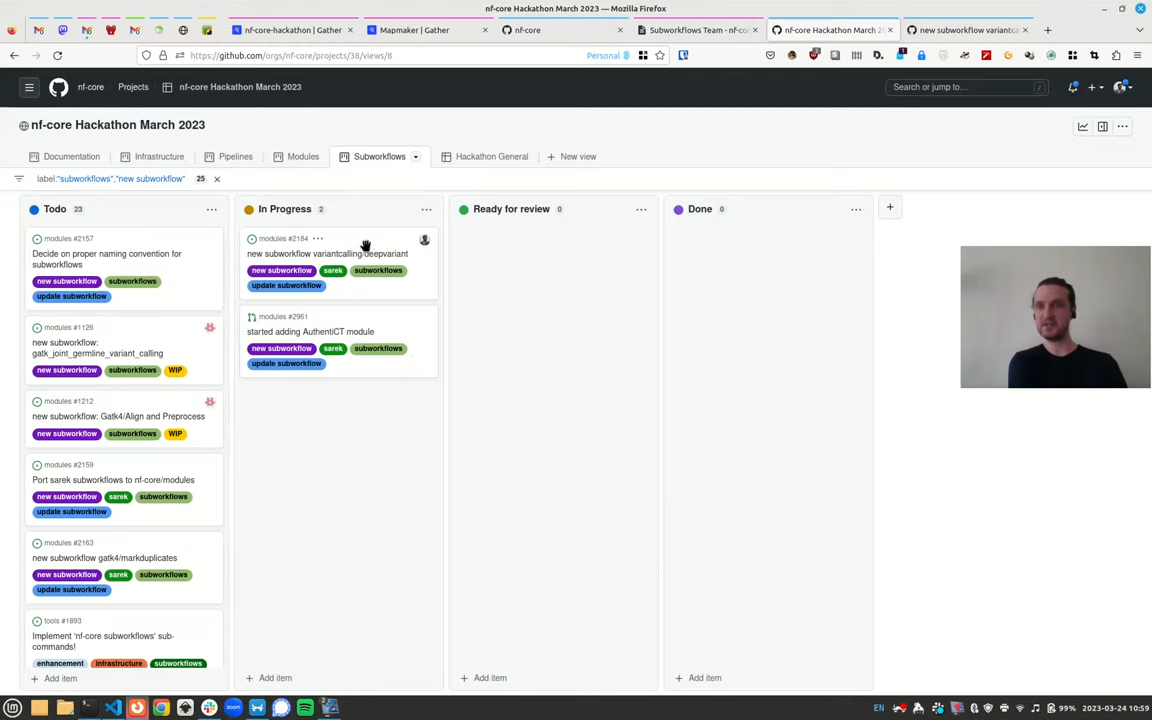 nf-core Hackathon March 2023 — Mozilla Firefox
nf-core-hackathon | Gather
Mapmaker | Gather
nf-core
Subworkflows Team - nf-co
nf-core Hackathon March 2
new subworkflow variantca
https://github.com/orgs/nf-core/projects/38/views/8
Personal
nf-core
Projects
nf-core Hackathon March 2023
Search or jump to…
/
nf-core Hackathon March 2023
Documentation
Infrastructure
Pipelines
Modules
Subworkflows
Hackathon General
New view
label:"subworkflows","new subworkflow"
25
Todo 23
modules #2157
Decide on proper naming convention for
subworkflows
new subworkflow subworkflows
update subworkflow
modules #1126
new subworkflow:
gatk_joint_germline_variant_calling
new subworkflow subworkflows WIP
modules #1212
new subworkflow: Gatk4/Align and Preprocess
new subworkflow subworkflows WIP
modules #2159
Port sarek subworkflows to nf-core/modules
new subworkflow sarek subworkflows
update subworkflow
modules #2163
new subworkflow gatk4/markduplicates
new subworkflow sarek subworkflows
update subworkflow
tools #1893
Implement 'nf-core subworkflows' sub-
commands!
enhancement infrastructure subworkflows
Add item
In Progress 2
modules #2184
new subworkflow variantcalling/deepvariant
new subworkflow sarek subworkflows
update subworkflow
modules #2961
started adding AuthentiCT module
new subworkflow sarek subworkflows
update subworkflow
Add item
Ready for review 0
Add item
Done 0
Add item
EN
99%
2023-03-24 10:59